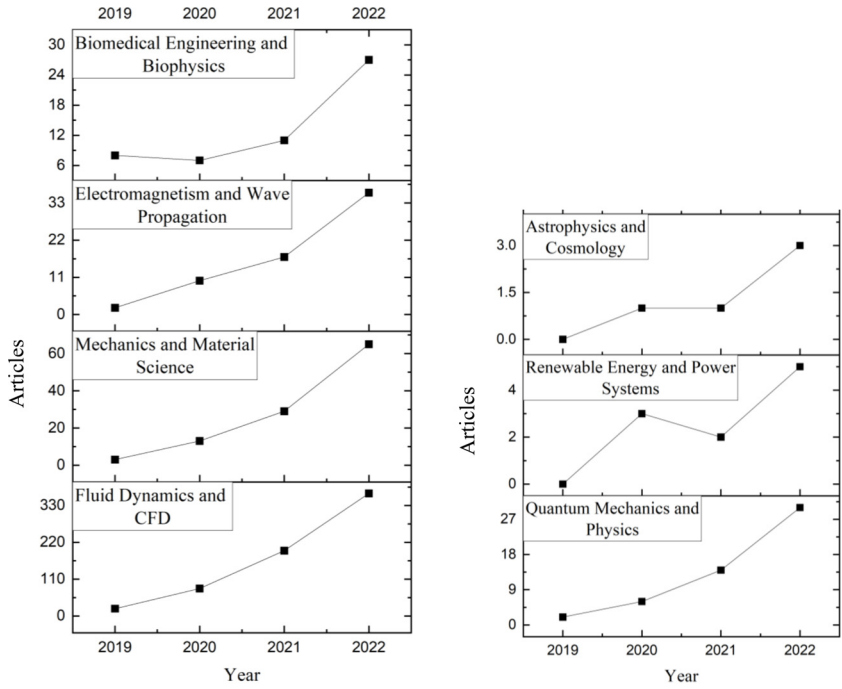 2019 2020 2021 2022
Biomedical Engineering and
Biophysics
30
24
18
12
6
Electromagnetism and Wave
Propagation
33
22
11
0
Mechanics and Material
Science
60
40
20
0
Fluid Dynamics and
CFD
330
220
110
0
Articles
2019 2020 2021 2022
Year
Astrophysics and
Cosmology
3.0
1.5
0.0
Renewable Energy and Power
Systems
4
2
0
Quantum Mechanics and
Physics
27
18
9
0
Articles
2019 2020 2021 2022
Year